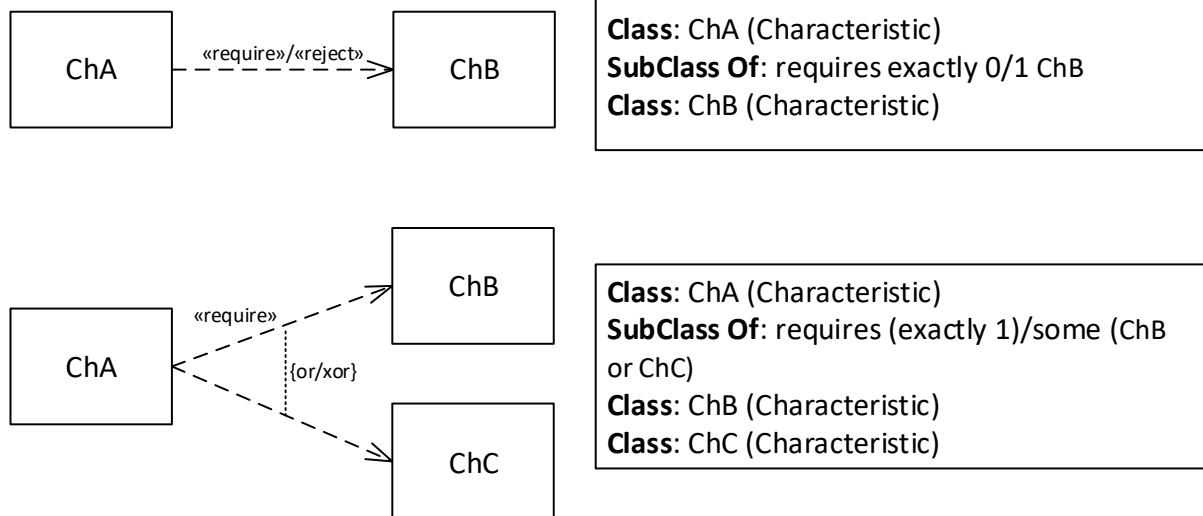 ChA
«require»/«reject»
ChB
Class: ChA (Characteristic)
SubClass Of: requires exactly 0/1 ChB
Class: ChB (Characteristic)
ChA
«require»
{or/xor}
ChB
ChC
Class: ChA (Characteristic)
SubClass Of: requires (exactly 1)/some (ChB
or ChC)
Class: ChB (Characteristic)
Class: ChC (Characteristic)